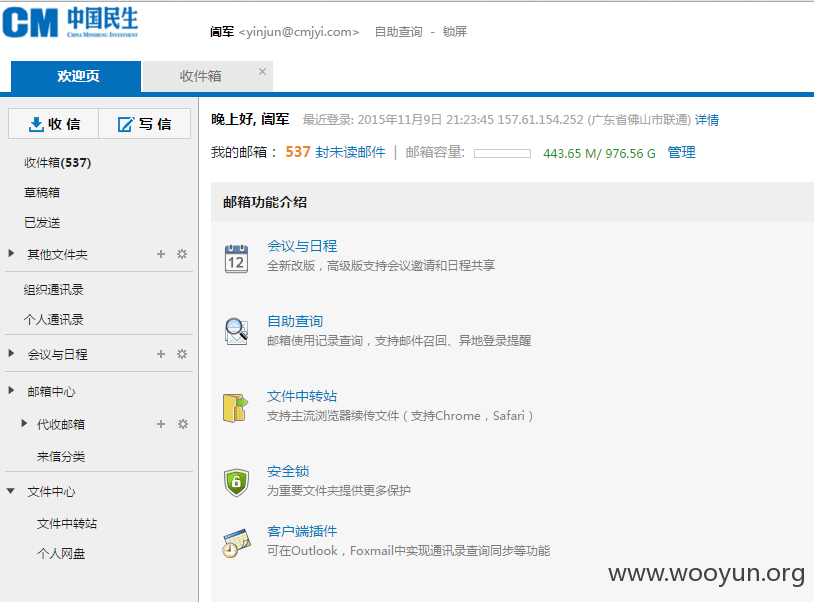 CM 中国民生
CHINA MINSHENG INVESTMENT
阖军 <yinjun@cmjyi.com> 自助查询 - 锁屏
欢迎页 收件箱 ×
收 信 写 信
晚上好, 阖军 最近登录: 2015年11月9日 21:23:45 157.61.154.252 (广东省佛山市联通) 详情
我的邮箱： 537 封未读邮件 | 邮箱容量: 443.65 M/ 976.56 G 管理
收件箱(537)
草稿箱
已发送
其他文件夹
组织通讯录
个人通讯录
会议与日程
邮箱中心
代收邮箱
来信分类
文件中心
文件中转站
个人网盘
邮箱功能介绍
12
会议与日程
全新改版，高级版支持会议邀请和日程共享
自助查询
邮箱使用记录查询，支持邮件召回、异地登录提醒
文件中转站
支持主流浏览器续传文件（支持Chrome，Safari）
安全锁
为重要文件夹提供更多保护
客户端插件
可在Outlook，Foxmail中实现通讯录查询同步等功能
www.wooyun.org